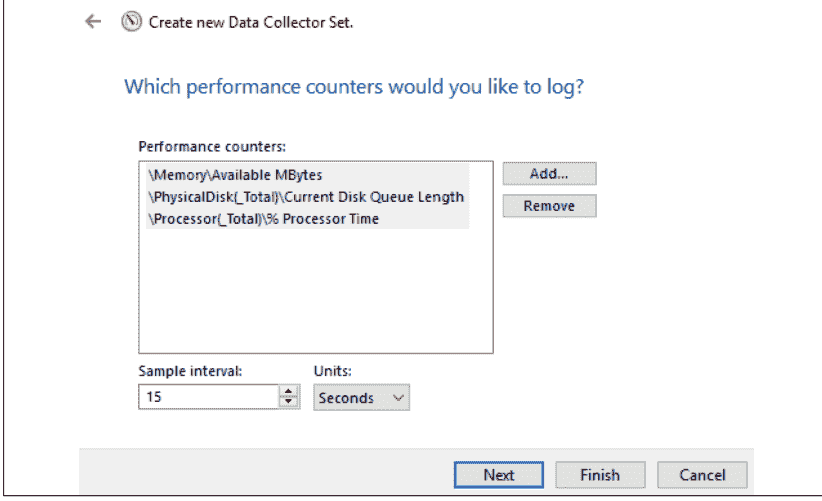 Create new Data Collector Set.
Which performance counters would you like to log?
Performance counters:
\Memory\Available MBytes
\PhysicalDisk(_Total)\Current Disk Queue Length
\Processor(_Total)\% Processor Time
Add...
Remove
Sample interval:
Units:
15
Seconds
Next
Finish
Cancel